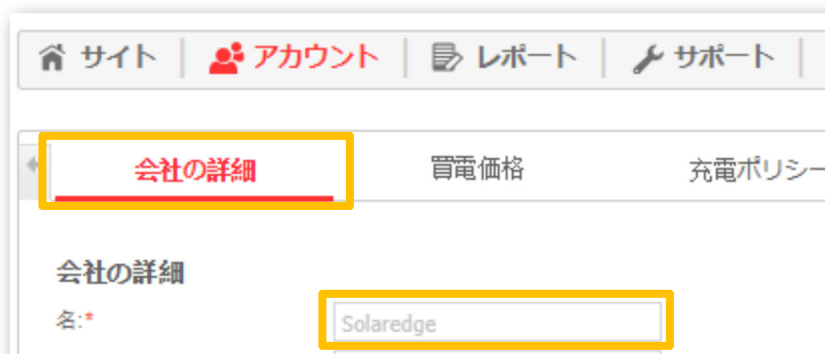 サイト アカウント レポート サポート
会社の詳細 買電価格 充電ポリシー
会社の詳細
名:* Solaredge